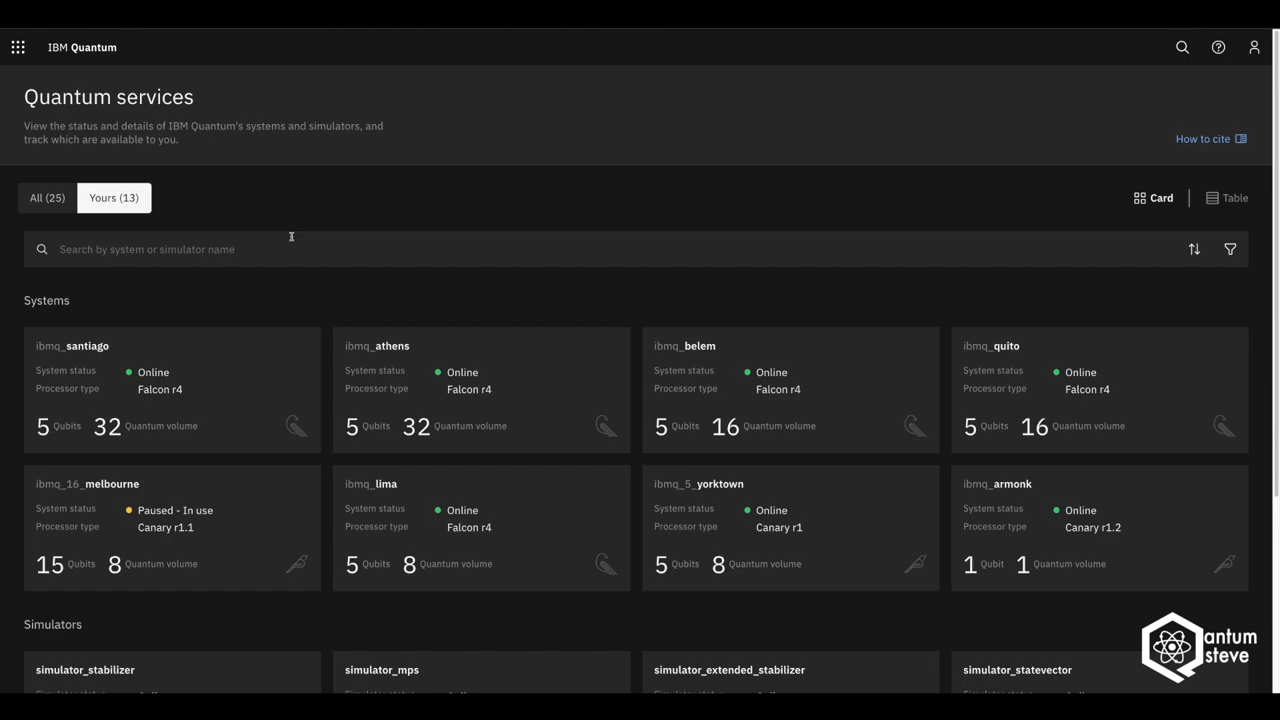 IBM Quantum
Quantum services
View the status and details of IBM Quantum's systems and simulators, and
track which are available to you.
How to cite
All (25) Yours (13)
Card Table
Search by system or simulator name
Systems
ibmq_santiago
System status Online
Processor type Falcon r4
5 Qubits 32 Quantum volume
ibmq_athens
System status Online
Processor type Falcon r4
5 Qubits 32 Quantum volume
ibmq_belem
System status Online
Processor type Falcon r4
5 Qubits 16 Quantum volume
ibmq_quito
System status Online
Processor type Falcon r4
5 Qubits 16 Quantum volume
ibmq_16_melbourne
System status Paused - In use
Processor type Canary r1.1
15 Qubits 8 Quantum volume
ibmq_lima
System status Online
Processor type Falcon r4
5 Qubits 8 Quantum volume
ibmq_5_yorktown
System status Online
Processor type Canary r1
5 Qubits 8 Quantum volume
ibmq_armonk
System status Online
Processor type Canary r1.2
1 Qubit 1 Quantum volume
Simulators
simulator_stabilizer
simulator_mps
simulator_extended_stabilizer
simulator_statevector
Quantum
steve